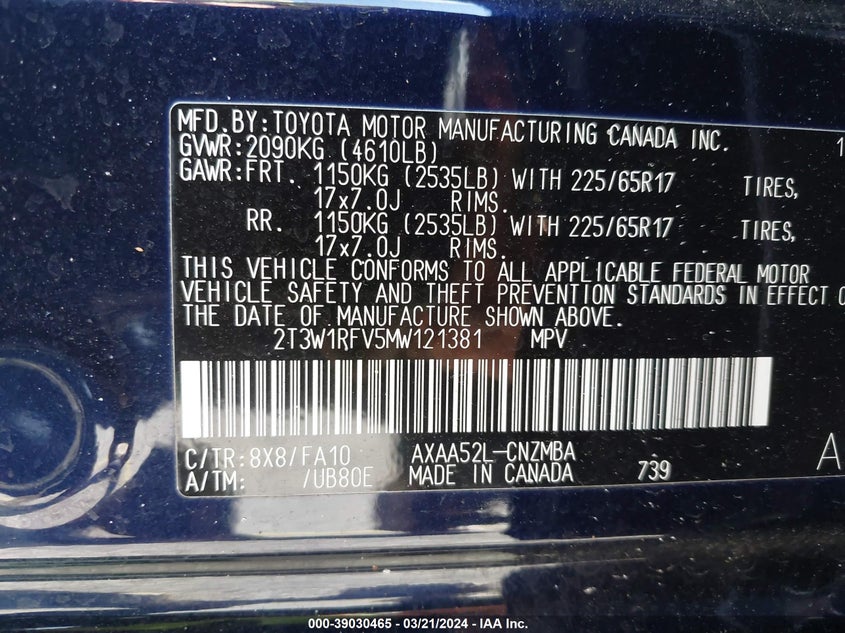 MFD.BY:TOYOTA MOTOR MANUFACTURING CANADA INC. 1
GVWR:2090KG (4610LB)
GAWR:FRT. 1150KG (2535LB) WITH 225/65R17 TIRES,
17x7.0J RIMS.
RR. 1150KG (2535LB) WITH 225/65R17 TIRES,
17x7.0J RIMS.
THIS VEHICLE CONFORMS TO ALL APPLICABLE FEDERAL MOTOR
VEHICLE SAFETY AND THEFT PREVENTION STANDARDS IN EFFECT O
THE DATE OF MANUFACTURE SHOWN ABOVE.
2T3W1RFV5MW121381 MPV
C/TR:8X8/FA10 AXAA52L-CNZMBA A
A/TM: /UB80E MADE IN CANADA 739
000-39030465 - 03/21/2024 - IAA Inc.